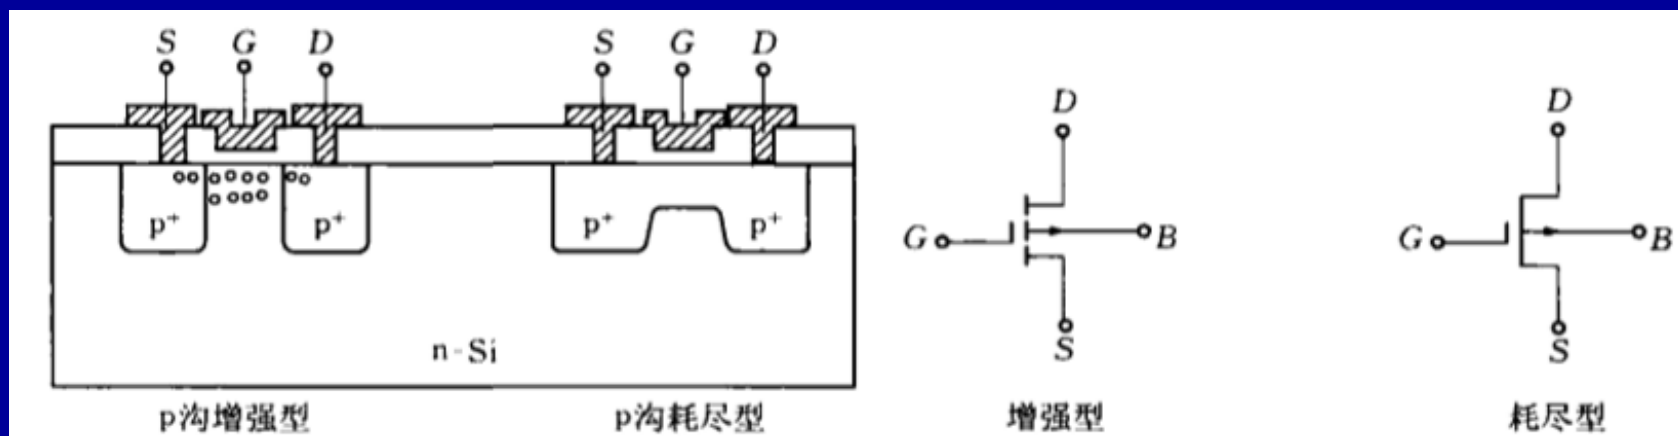 S G D S G D
D D
p⁺ p⁺ p⁺ p⁺
G B G B
n-Si
S S
p沟增强型 p沟耗尽型 增强型 耗尽型